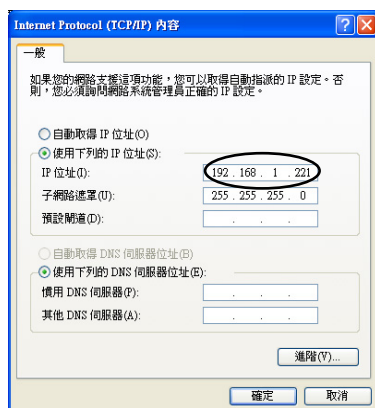 Internet Protocol (TCP/IP) 內容
一般
如果您的網路支援這項功能，您可以取得自動指派的 IP 設定。否
則，您必須詢問網路系統管理員正確的 IP 設定。
自動取得 IP 位址(O)
使用下列的 IP 位址(S):
IP 位址(I): 192 . 168 . 1 . 221
子網路遮罩(U): 255 . 255 . 255 . 0
預設閘道(D): . . .
自動取得 DNS 伺服器位址(B)
使用下列的 DNS 伺服器位址(E):
慣用 DNS 伺服器(P): . . .
其他 DNS 伺服器(A): . . .
進階(V)...
確定 取消